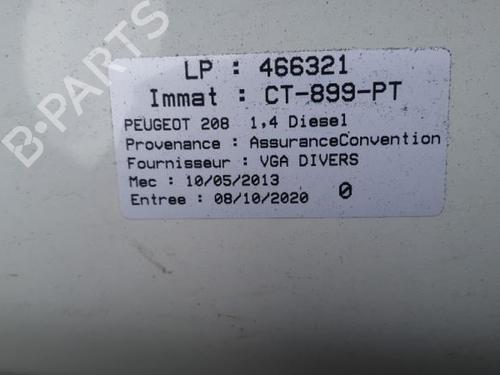 LP : 466321
Immat : CT-899-PT
PEUGEOT 208 1,4 Diesel
Provenance : AssuranceConvention
Fournisseur : VGA DIVERS
Mec : 10/05/2013
Entree : 08/10/2020 0
B-PARTS